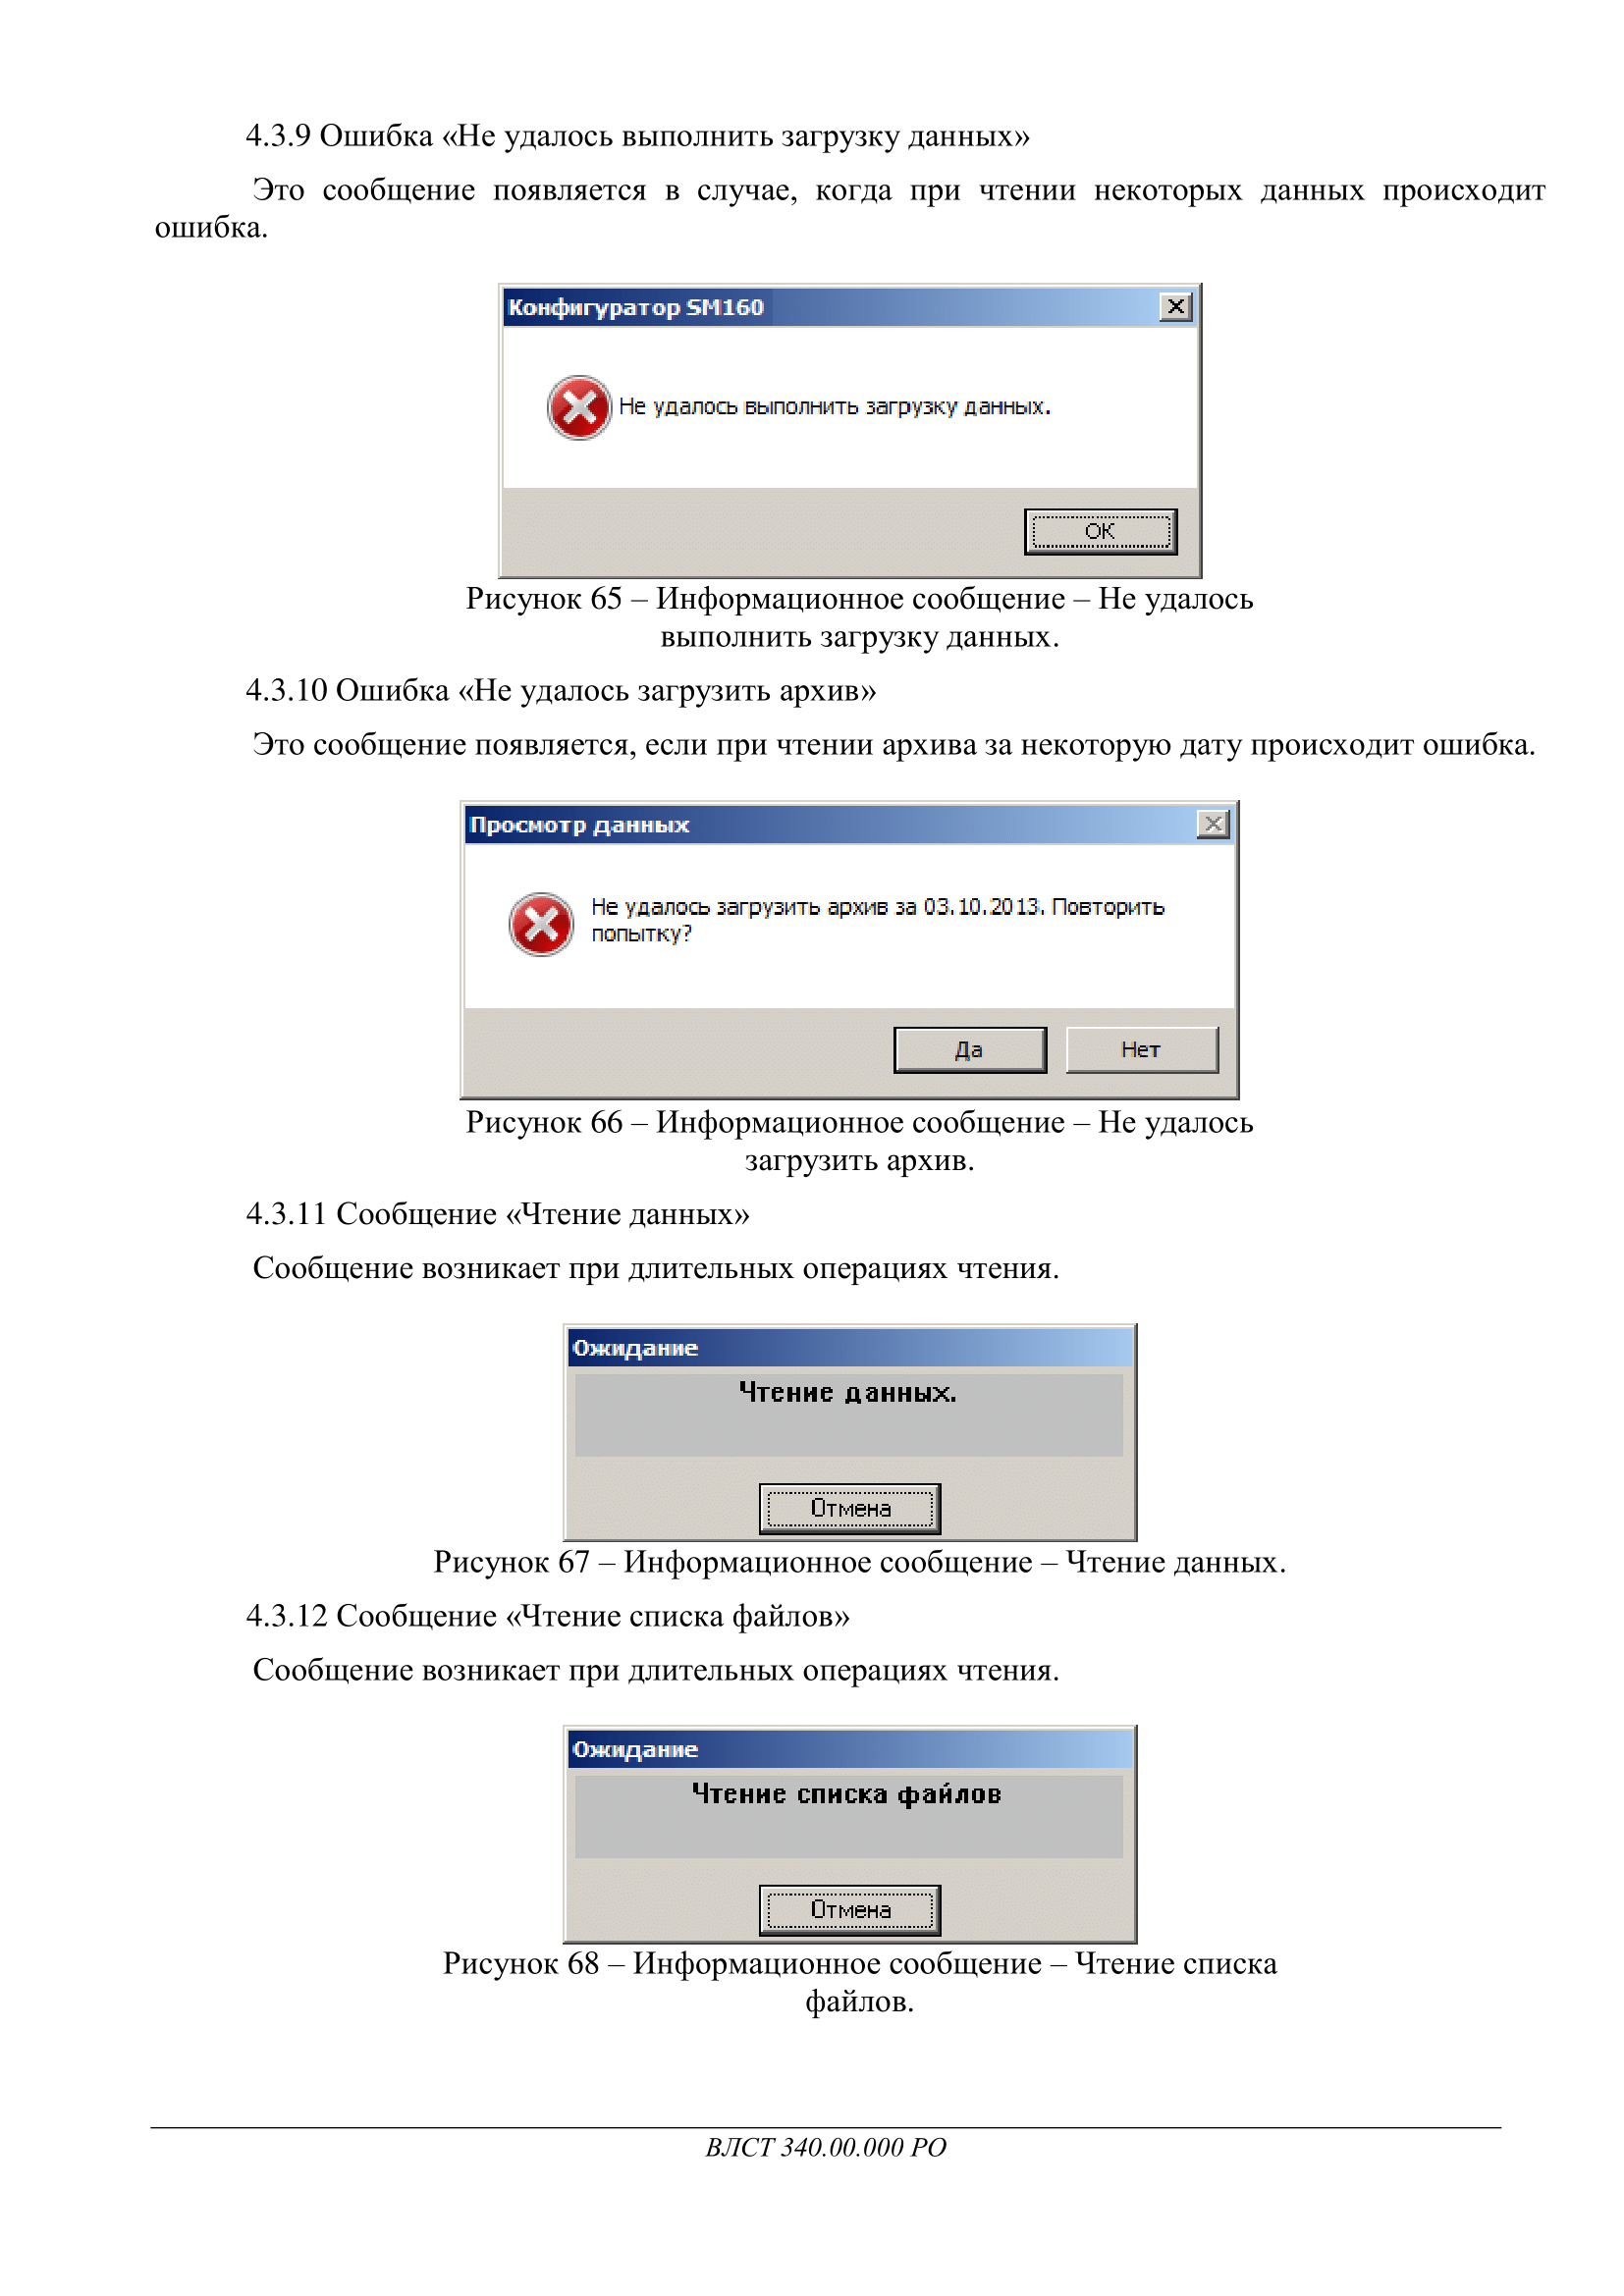 4.3.9 Ошибка «Не удалось выполнить загрузку данных»
Это сообщение появляется в случае, когда при чтении некоторых данных происходит
ошибка.
Конфигуратор SM160
Не удалось выполнить загрузку данных.
ОК
Рисунок 65 – Информационное сообщение – Не удалось
выполнить загрузку данных.
4.3.10 Ошибка «Не удалось загрузить архив»
Это сообщение появляется, если при чтении архива за некоторую дату происходит ошибка.
Просмотр данных
Не удалось загрузить архив за 03.10.2013. Повторить
попытку?
Да
Нет
Рисунок 66 – Информационное сообщение – Не удалось
загрузить архив.
4.3.11 Сообщение «Чтение данных»
Сообщение возникает при длительных операциях чтения.
Ожидание
Чтение данных.
Отмена
Рисунок 67 – Информационное сообщение – Чтение данных.
4.3.12 Сообщение «Чтение списка файлов»
Сообщение возникает при длительных операциях чтения.
Ожидание
Чтение списка файлов
Отмена
Рисунок 68 – Информационное сообщение – Чтение списка
файлов.
ВЛСТ 340.00.000 РО